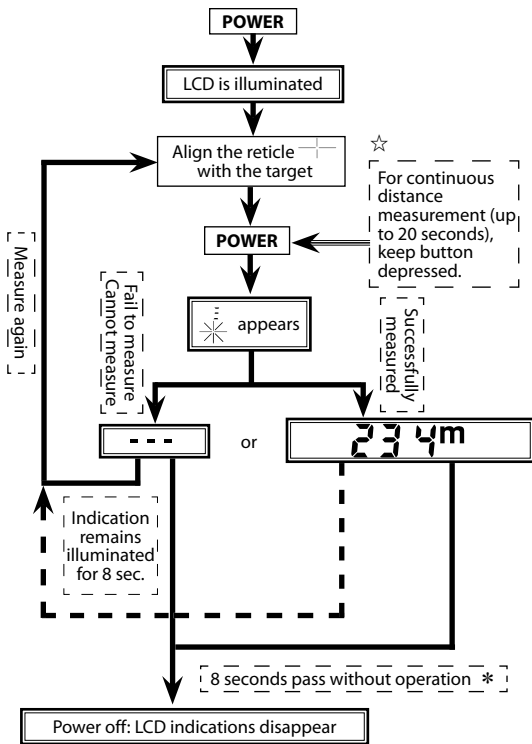 POWER
LCD is illuminated
Align the reticle
with the target
☆
For continuous
distance
measurement (up
to 20 seconds),
keep button
depressed.
POWER
Measure again
Fail to measure
Cannot measure
appears
Successfully
measured
---
or
234m
Indication
remains
illuminated
for 8 sec.
8 seconds pass without operation *
Power off: LCD indications disappear